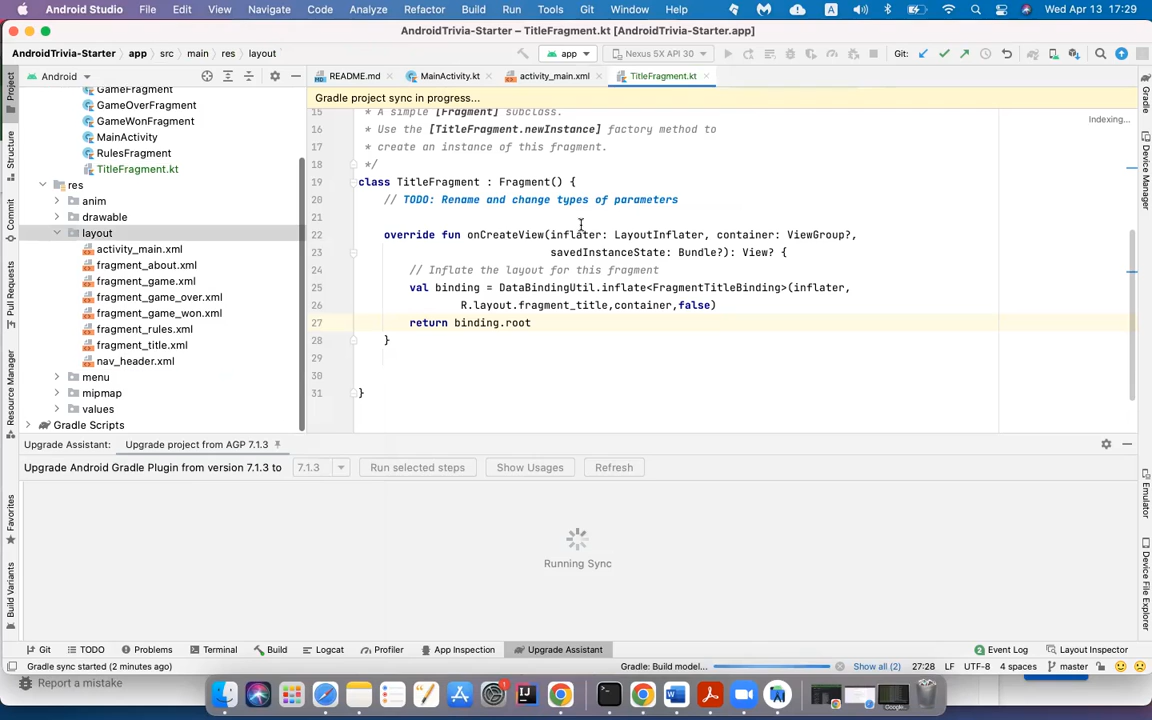 Android Studio File Edit View Navigate Code Analyze Refactor Build Run Tools Git Window Help A Wed Apr 13 17:29
AndroidTrivia-Starter – TitleFragment.kt [AndroidTrivia-Starter.app]
AndroidTrivia-Starter app src main res layout app Nexus 5X API 30 Git:
Android README.md MainActivity.kt activity_main.xml TitleFragment.kt
Gradle project sync in progress...
Indexing...
Project
Structure
Commit
Pull Requests
Resource Manager
Favorites
Build Variants
GameFragment
GameOverFragment
GameWonFragment
MainActivity
RulesFragment
TitleFragment.kt
res
anim
drawable
layout
activity_main.xml
fragment_about.xml
fragment_game.xml
fragment_game_over.xml
fragment_game_won.xml
fragment_rules.xml
fragment_title.xml
nav_header.xml
menu
mipmap
values
Gradle Scripts
15 * A simple [Fragment] subclass.
16 * Use the [TitleFragment.newInstance] factory method to
17 * create an instance of this fragment.
18 */
19 class TitleFragment : Fragment() {
20 // TODO: Rename and change types of parameters
21
22 override fun onCreateView(inflater: LayoutInflater, container: ViewGroup?,
23 savedInstanceState: Bundle?): View? {
24 // Inflate the layout for this fragment
25 val binding = DataBindingUtil.inflate<FragmentTitleBinding>(inflater,
26 R.layout.fragment_title,container,false)
27 return binding.root
28 }
29
30
31 }
Gradle
Device Manager
Emulator
Device File Explorer
Upgrade Assistant: Upgrade project from AGP 7.1.3
Upgrade Android Gradle Plugin from version 7.1.3 to 7.1.3 Run selected steps Show Usages Refresh
Running Sync
Git TODO Problems Terminal Build Logcat Profiler App Inspection Upgrade Assistant 2 Event Log Layout Inspector
Gradle sync started (2 minutes ago) Gradle: Build model... Show all (2) 27:28 LF UTF-8 4 spaces master
Report a mistake